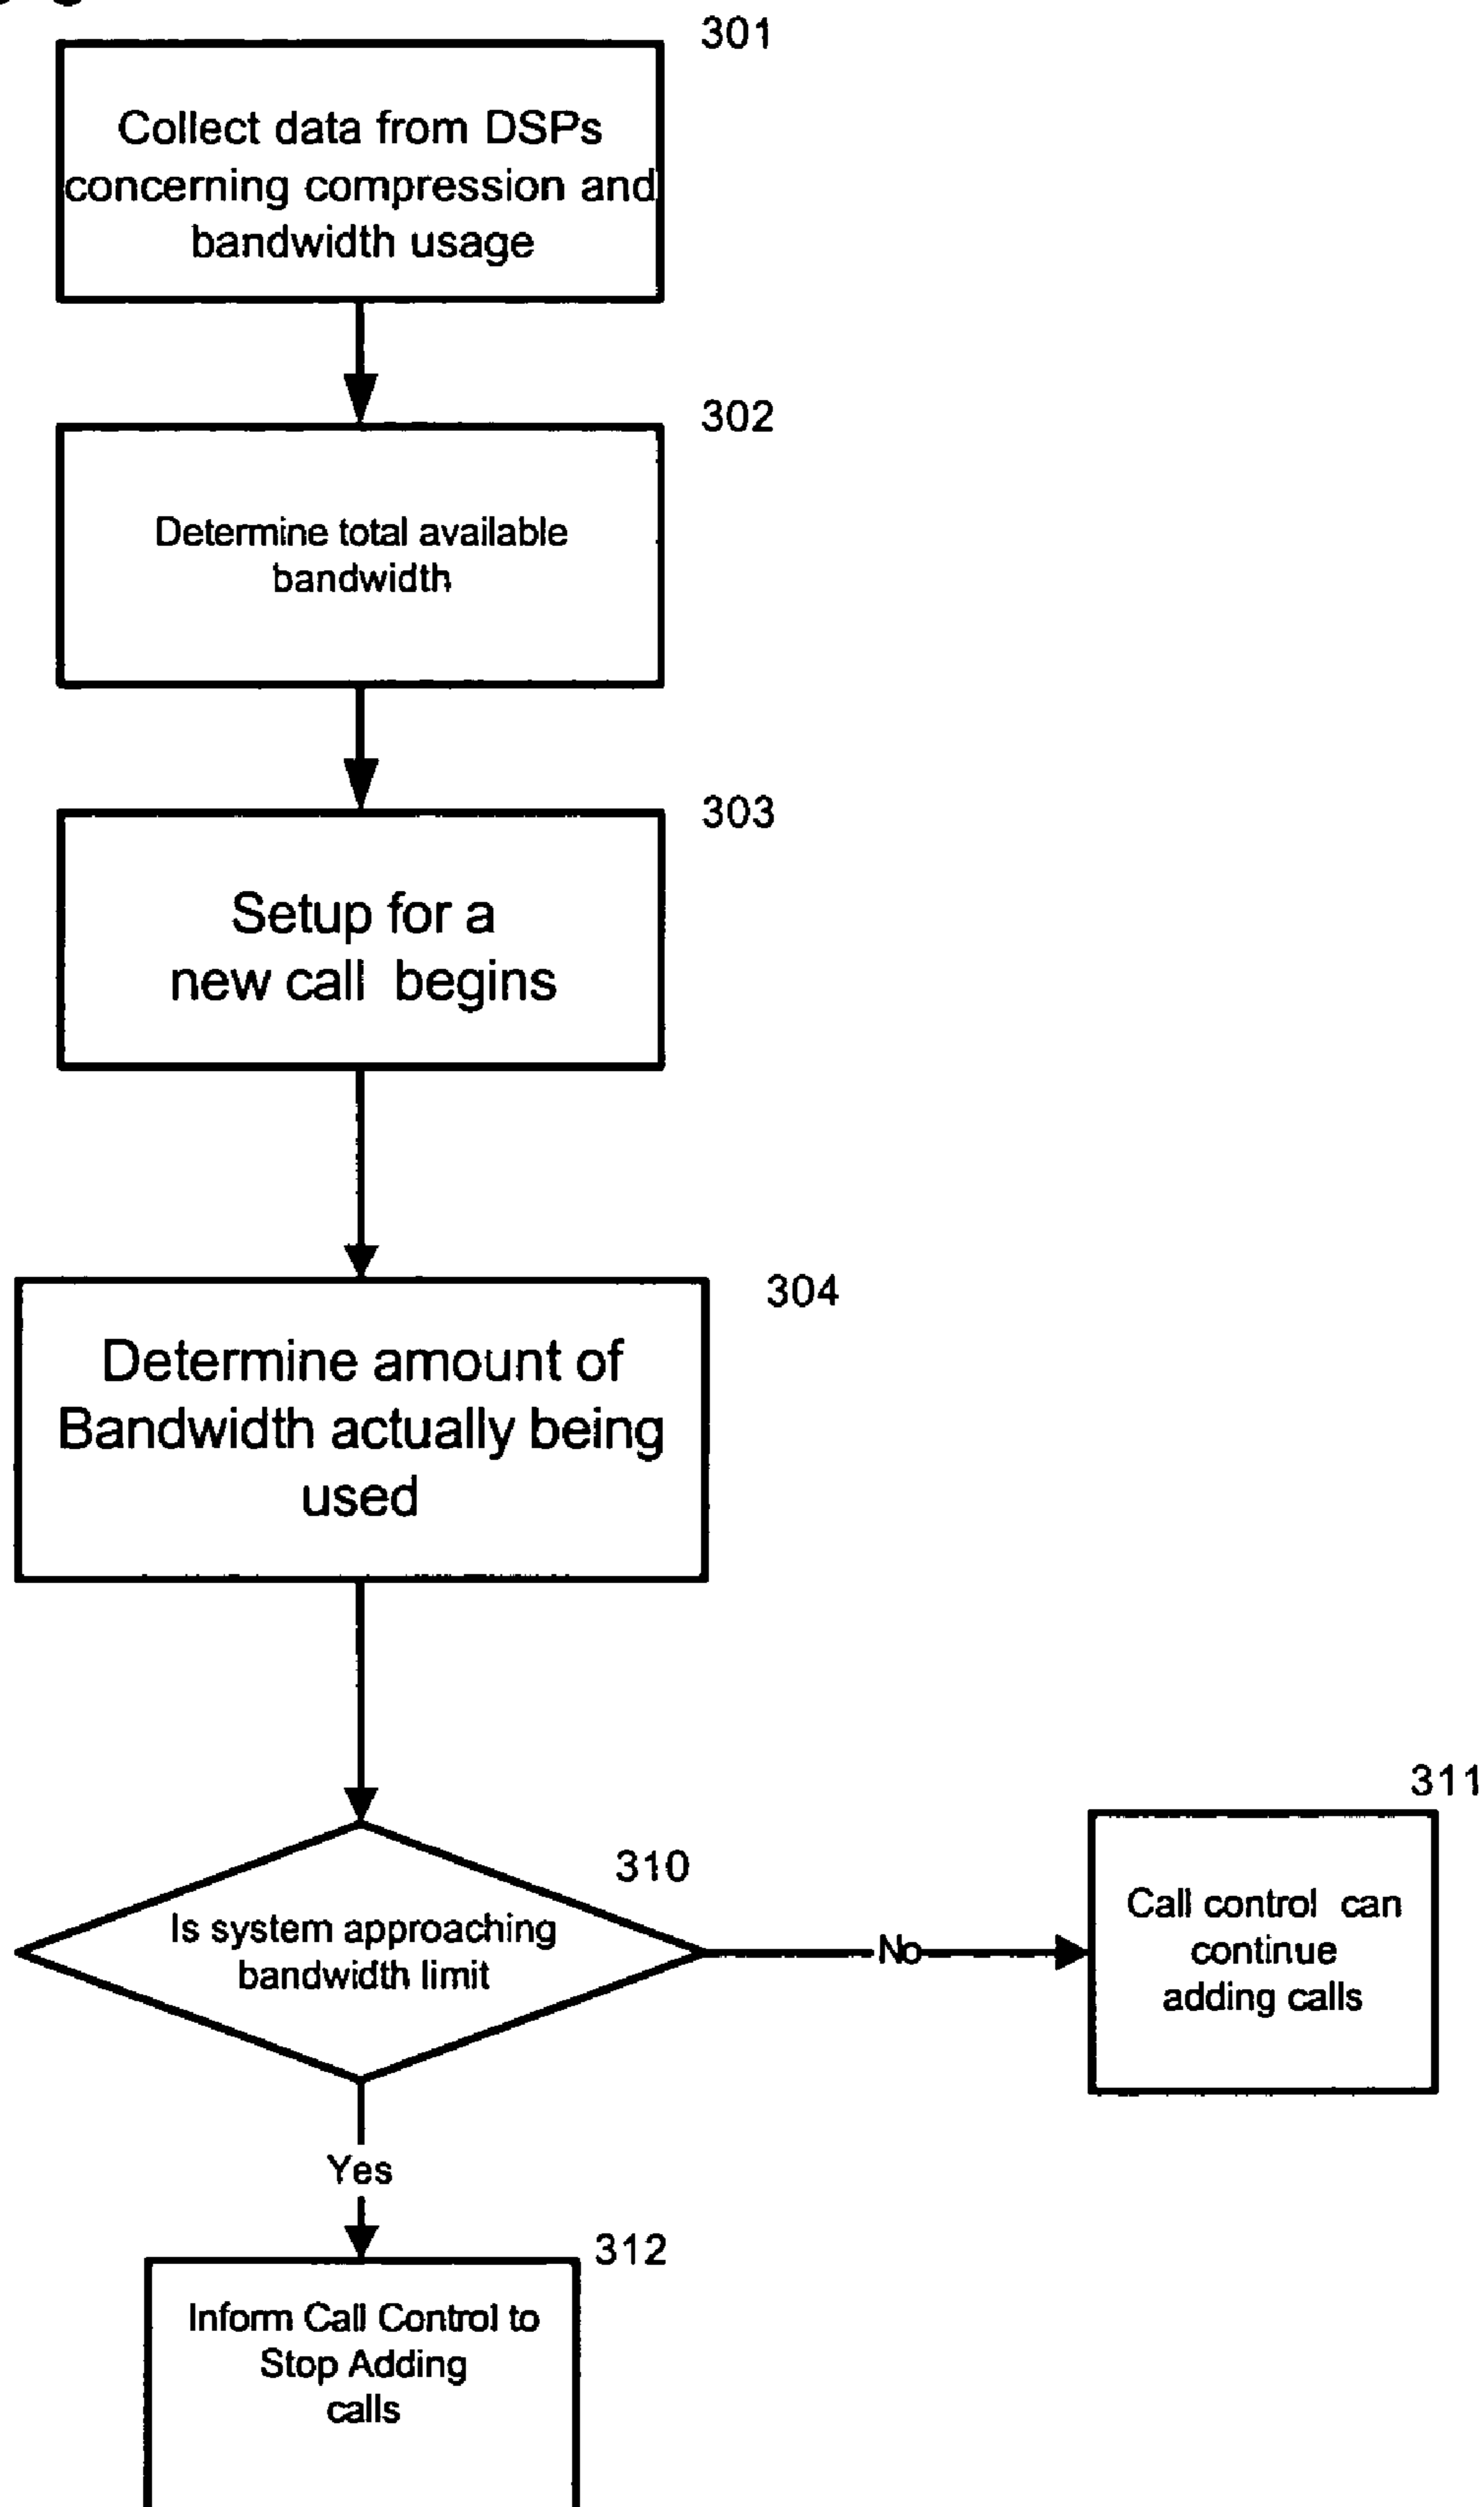 301
Collect data from DSPs
concerning compression and
bandwidth usage
302
Determine total available
bandwidth
303
Setup for a
new call begins
304
Determine amount of
Bandwidth actually being
used
310
Is system approaching
bandwidth limit
No
311
Call control can
continue
adding calls
Yes
312
Inform Call Control to
Stop Adding
calls